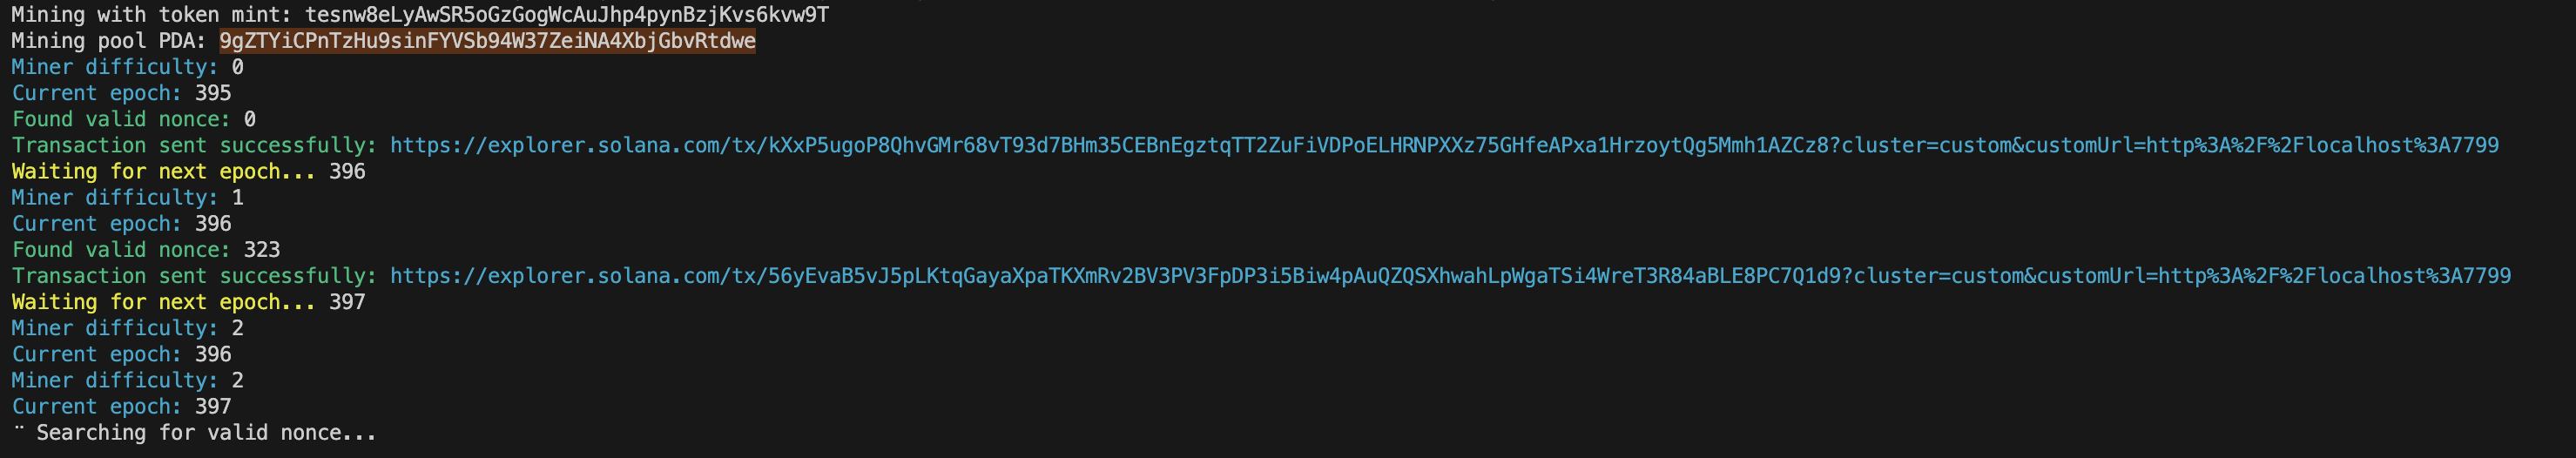 Mining with token mint: tesnw8eLyAwSR5oGzGogWcAuJhp4pynBzjKvs6kvw9T
Mining pool PDA: 9gZTYiCPnTzHu9sinFYVSb94W37ZeiNA4XbjGbvRtdwe
Miner difficulty: 0
Current epoch: 395
Found valid nonce: 0
Transaction sent successfully: https://explorer.solana.com/tx/kXxP5ugoP8QhvGMr68vT93d7BHm35CEBnEgztqTT2ZuFiVDPoELHRNPXXz75GHfeAPxa1HrzoytQg5Mmh1AZCz8?cluster=custom&customUrl=http%3A%2F%2Flocalhost%3A7799
Waiting for next epoch... 396
Miner difficulty: 1
Current epoch: 396
Found valid nonce: 323
Transaction sent successfully: https://explorer.solana.com/tx/56yEvaB5vJ5pLKtqGayaXpaTKXmRv2BV3PV3FpDP3i5Biw4pAuQZQSXhwahLpWgaTSi4WreT3R84aBLE8PC7Q1d9?cluster=custom&customUrl=http%3A%2F%2Flocalhost%3A7799
Waiting for next epoch... 397
Miner difficulty: 2
Current epoch: 396
Miner difficulty: 2
Current epoch: 397
¨ Searching for valid nonce...